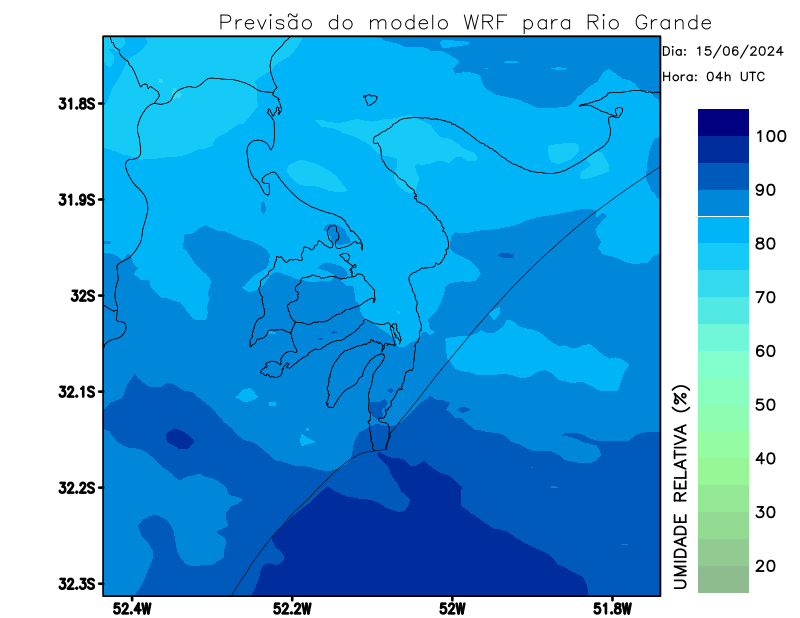 Previsão do modelo WRF para Rio Grande
Dia: 15/06/2024
Hora: 04h UTC
31.8S
31.9S
32S
32.1S
32.2S
32.3S
52.4W 52.2W 52W 51.8W
100
90
80
70
60
50
40
30
20
UMIDADE RELATIVA (%)